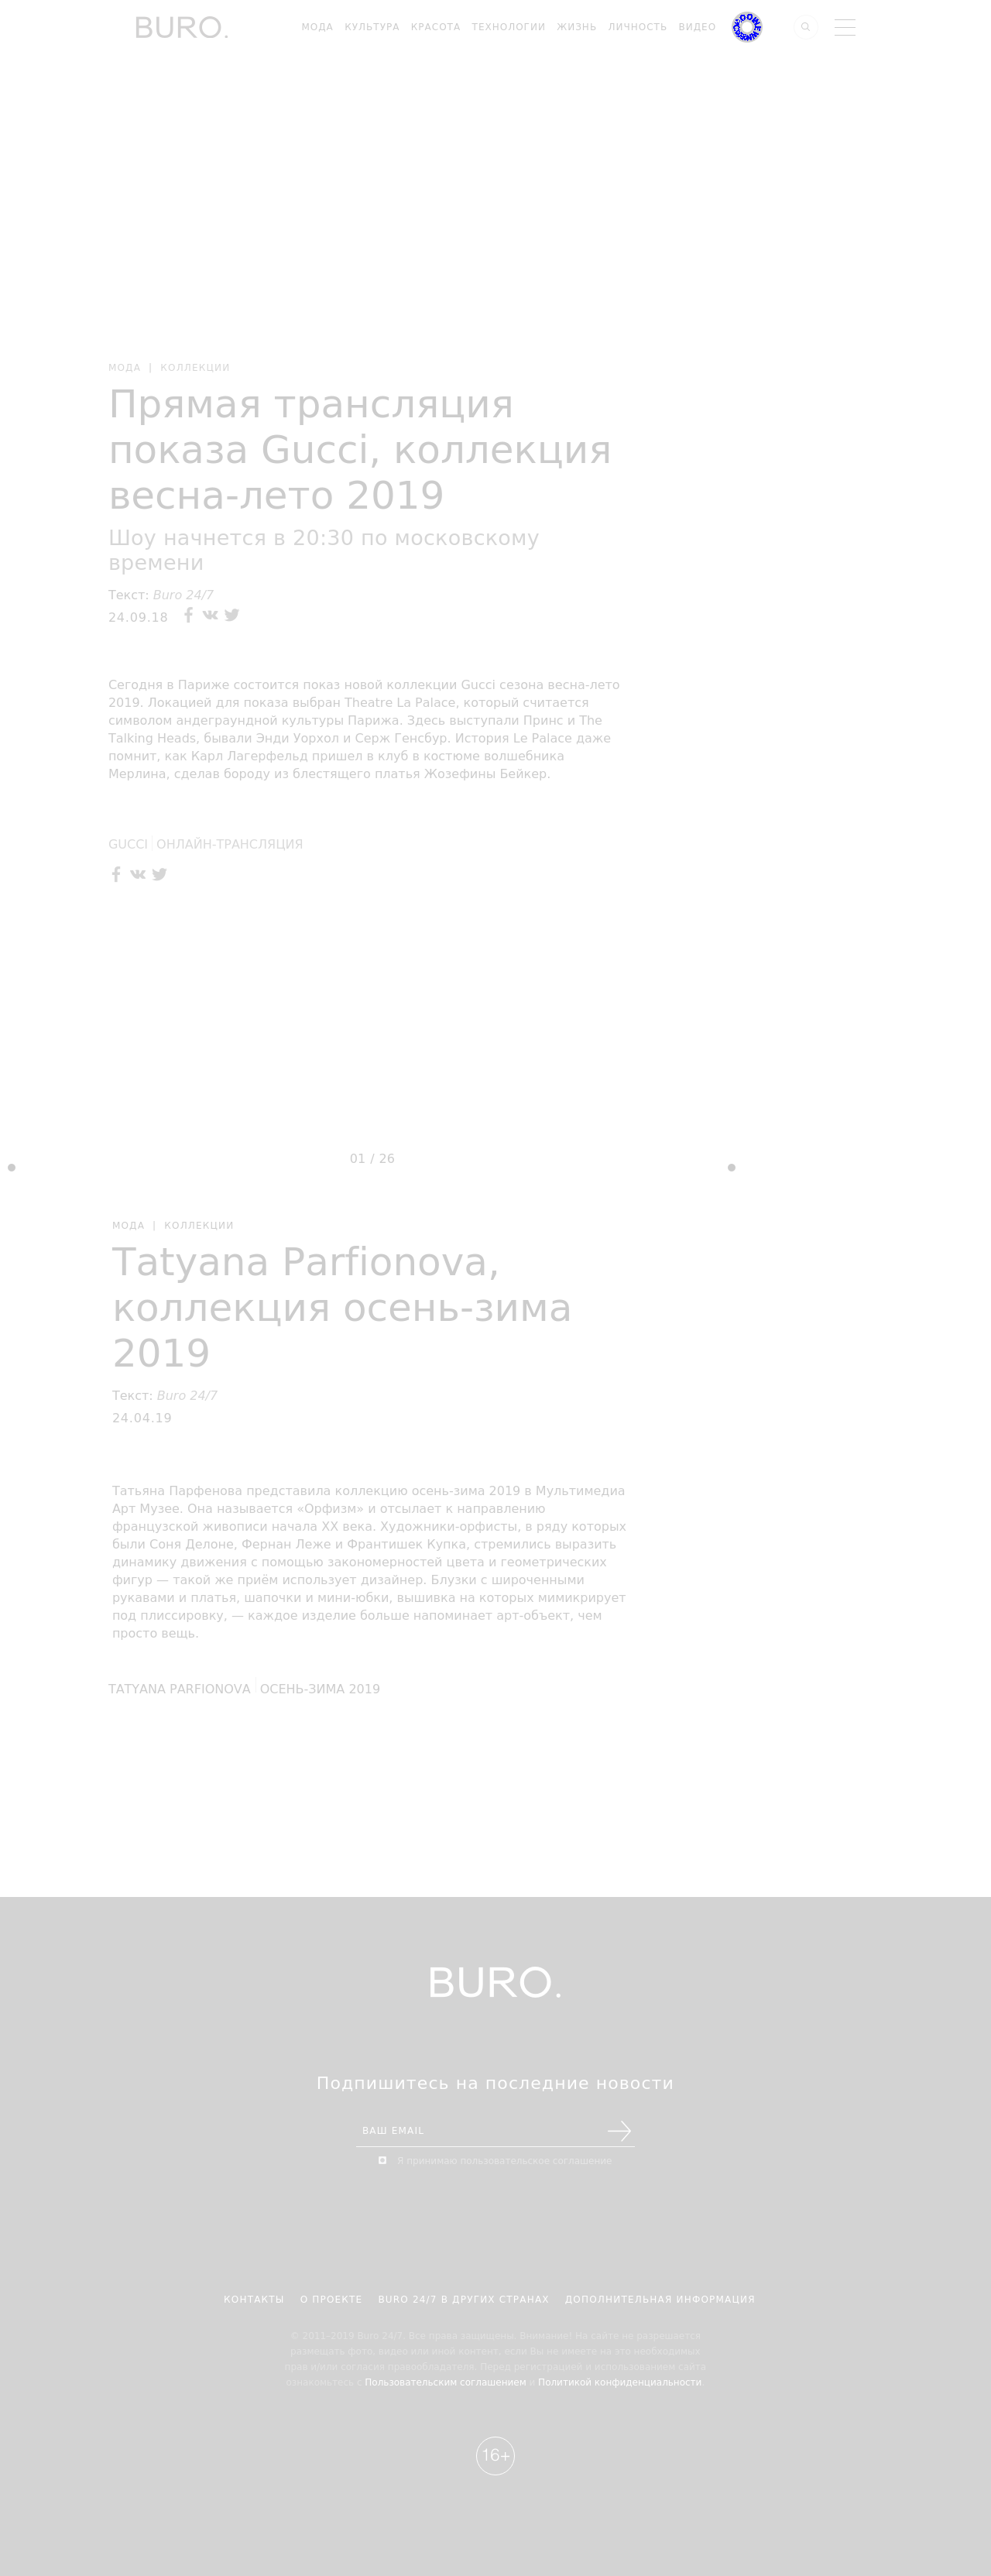 BURO.
МОДА КУЛЬТУРА КРАСОТА ТЕХНОЛОГИИ ЖИЗНЬ ЛИЧНОСТЬ ВИДЕО
МОДА | КОЛЛЕКЦИИ
Прямая трансляция
показа Gucci, коллекция
весна-лето 2019
Шоу начнется в 20:30 по московскому
времени
Текст: Buro 24/7
24.09.18
Сегодня в Париже состоится показ новой коллекции Gucci сезона весна-лето
2019. Локацией для показа выбран Theatre La Palace, который считается
символом андеграундной культуры Парижа. Здесь выступали Принс и The
Talking Heads, бывали Энди Уорхол и Серж Генсбур. История Le Palace даже
помнит, как Карл Лагерфельд пришел в клуб в костюме волшебника
Мерлина, сделав бороду из блестящего платья Жозефины Бейкер.
GUCCI ОНЛАЙН-ТРАНСЛЯЦИЯ
01 / 26
МОДА | КОЛЛЕКЦИИ
Tatyana Parfionova,
коллекция осень-зима
2019
Текст: Buro 24/7
24.04.19
Татьяна Парфенова представила коллекцию осень-зима 2019 в Мультимедиа
Арт Музее. Она называется «Орфизм» и отсылает к направлению
французской живописи начала XX века. Художники-орфисты, в ряду которых
были Соня Делоне, Фернан Леже и Франтишек Купка, стремились выразить
динамику движения с помощью закономерностей цвета и геометрических
фигур — такой же приём использует дизайнер. Блузки с широченными
рукавами и платья, шапочки и мини-юбки, вышивка на которых мимикрирует
под плиссировку, — каждое изделие больше напоминает арт-объект, чем
просто вещь.
TATYANA PARFIONOVA ОСЕНЬ-ЗИМА 2019
BURO.
Подпишитесь на последние новости
ВАШ EMAIL
Я принимаю пользовательское соглашение
КОНТАКТЫ О ПРОЕКТЕ BURO 24/7 В ДРУГИХ СТРАНАХ ДОПОЛНИТЕЛЬНАЯ ИНФОРМАЦИЯ
© 2011–2019 Buro 24/7. Все права защищены. Внимание! На сайте не разрешается
размещать фото, видео или иной контент, если Вы не имеете на это необходимых
прав и/или согласия правообладателя. Перед регистрацией и использованием сайта
ознакомьтесь с Пользовательским соглашением и Политикой конфиденциальности
16+